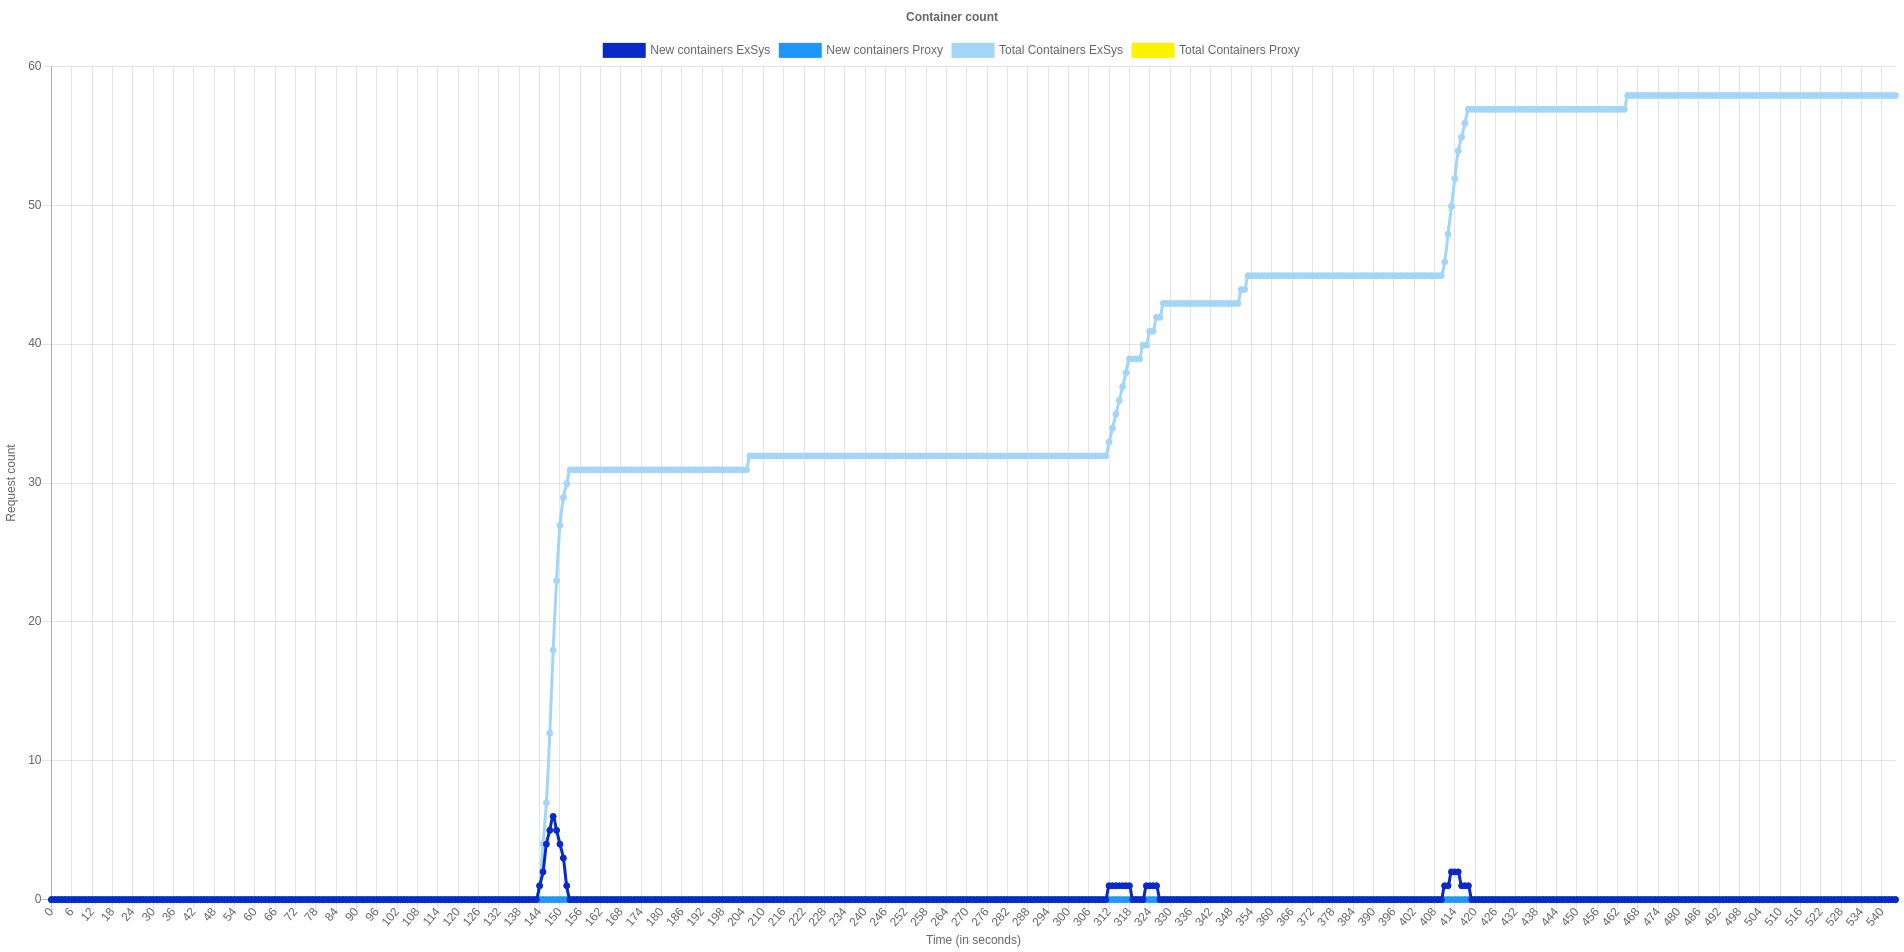 Container count
New containers ExSys New containers Proxy Total Containers ExSys Total Containers Proxy
60
50
40
30
20
10
0
Request count
0 6 12 18 24 30 36 42 48 54 60 66 72 78 84 90 96 102 108 114 120 126 132 138 144 150 156 162 168 174 180 186 192 198 204 210 216 222 228 234 240 246 252 258 264 270 276 282 288 294 300 306 312 318 324 330 336 342 348 354 360 366 372 378 384 390 396 402 408 414 420 426 432 438 444 450 456 462 468 474 480 486 492 498 504 510 516 522 528 534 540
Time (in seconds)